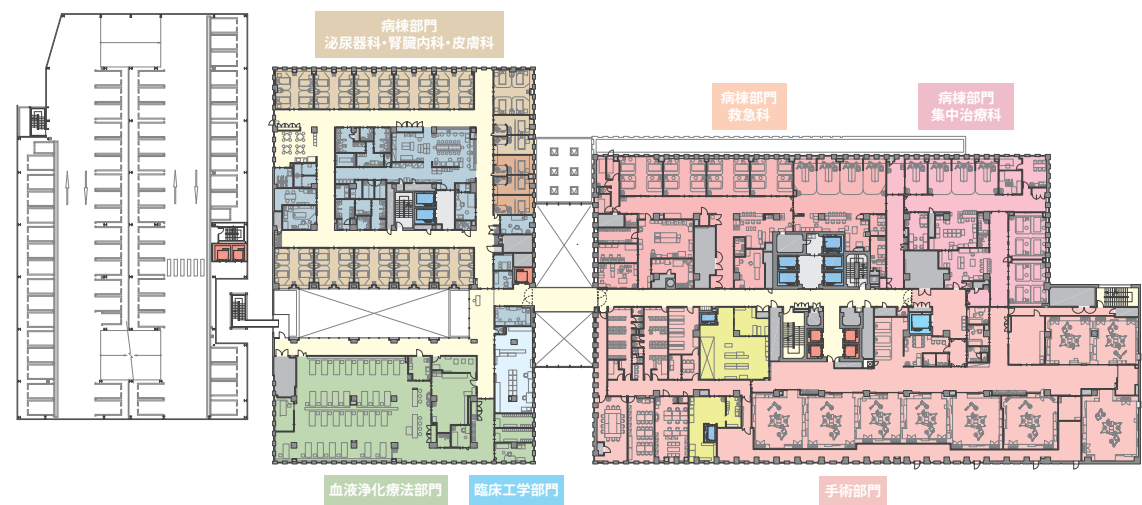 病棟部門
泌尿器科・腎臓内科・皮膚科
病棟部門
救急科
病棟部門
集中治療科
血液浄化療法部門
臨床工学部門
手術部門